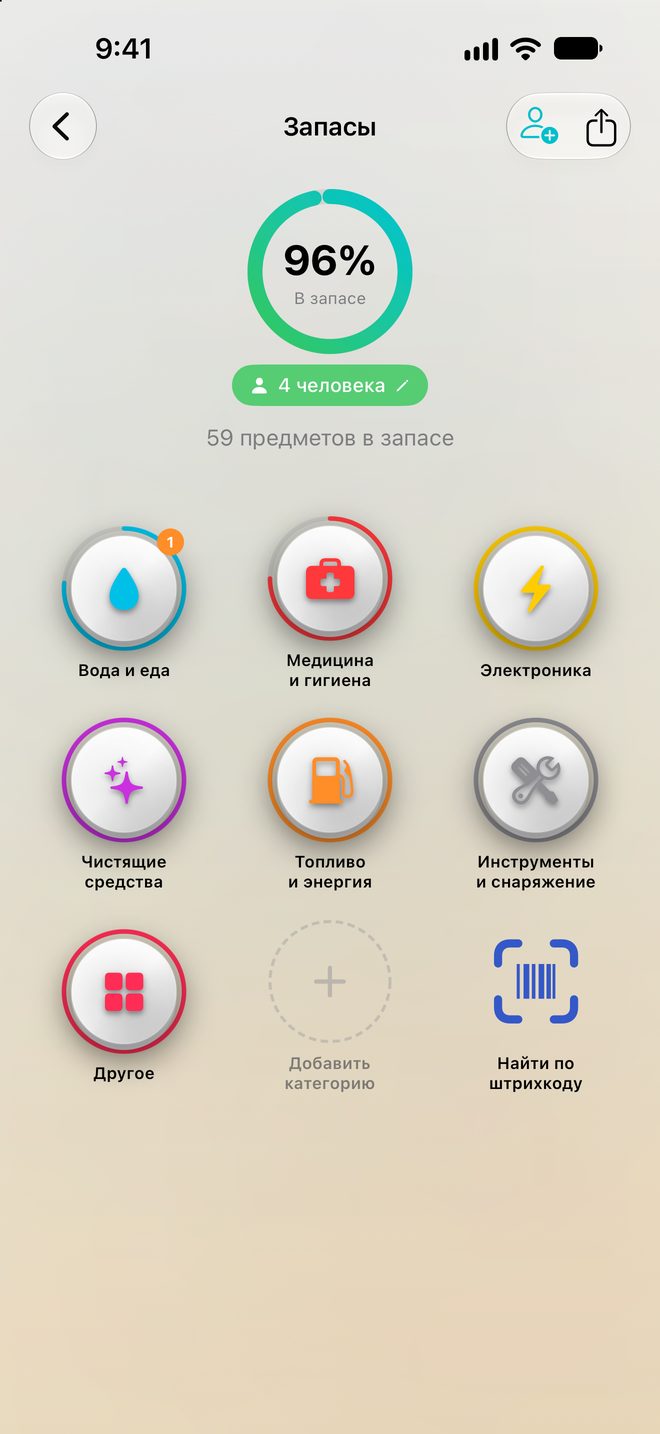 9:41
Запасы
96%
В запасе
4 человека
59 предметов в запасе
1
Вода и еда
Медицина
и гигиена
Электроника
Чистящие
средства
Топливо
и энергия
Инструменты
и снаряжение
Другое
Добавить
категорию
Найти по
штрихкоду